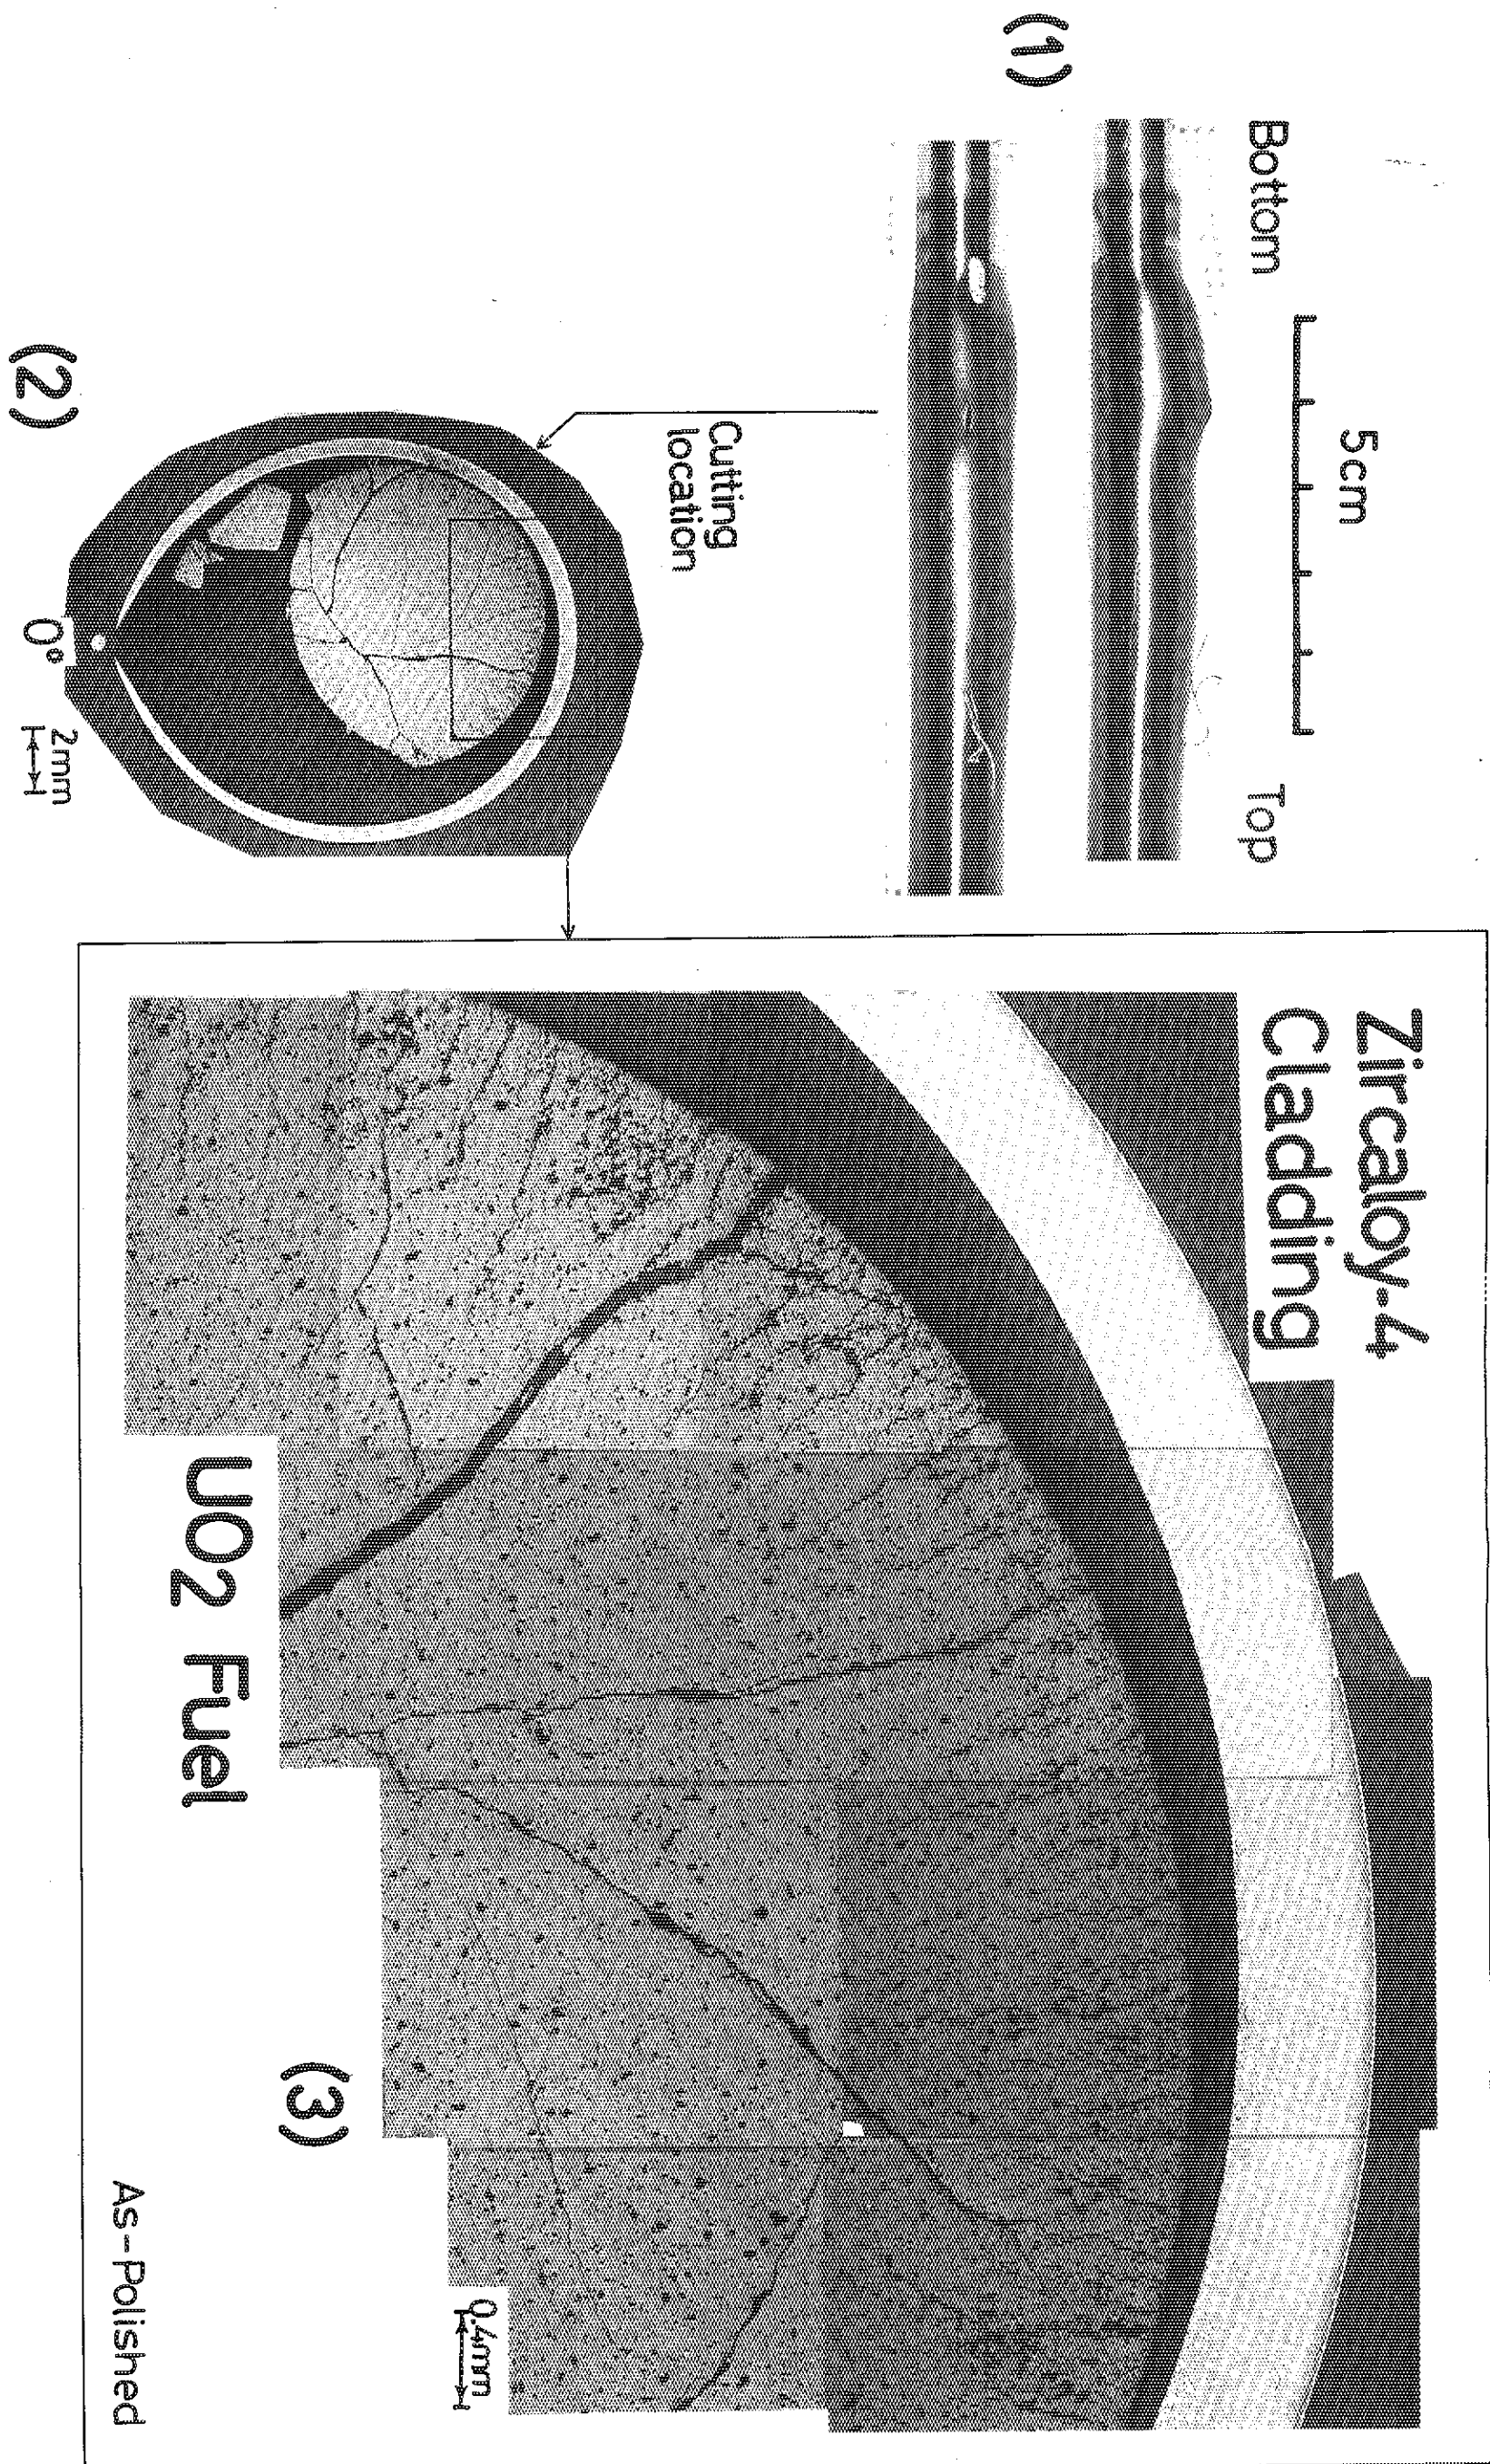 (1)
Bottom
5cm
Top
Cutting
location
(2)
0°
2mm
Zircaloy-4
Cladding
UO2 Fuel
(3)
0.4mm
As-Polished